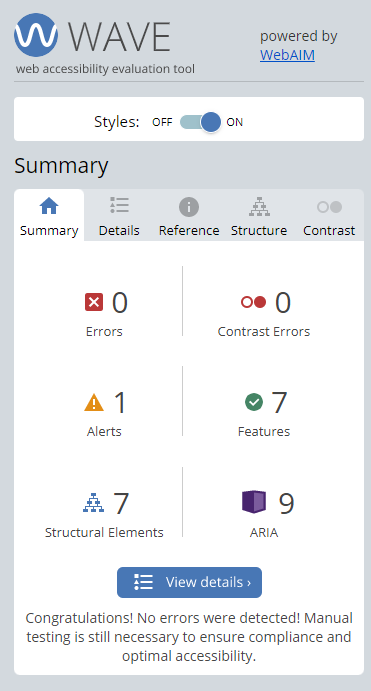 WAVE
web accessibility evaluation tool
powered by
WebAIM
Styles: OFF ON
Summary
Summary Details Reference Structure Contrast
0 0
Errors Contrast Errors
1 7
Alerts Features
7 9
Structural Elements ARIA
View details ›
Congratulations! No errors were detected! Manual
testing is still necessary to ensure compliance and
optimal accessibility.